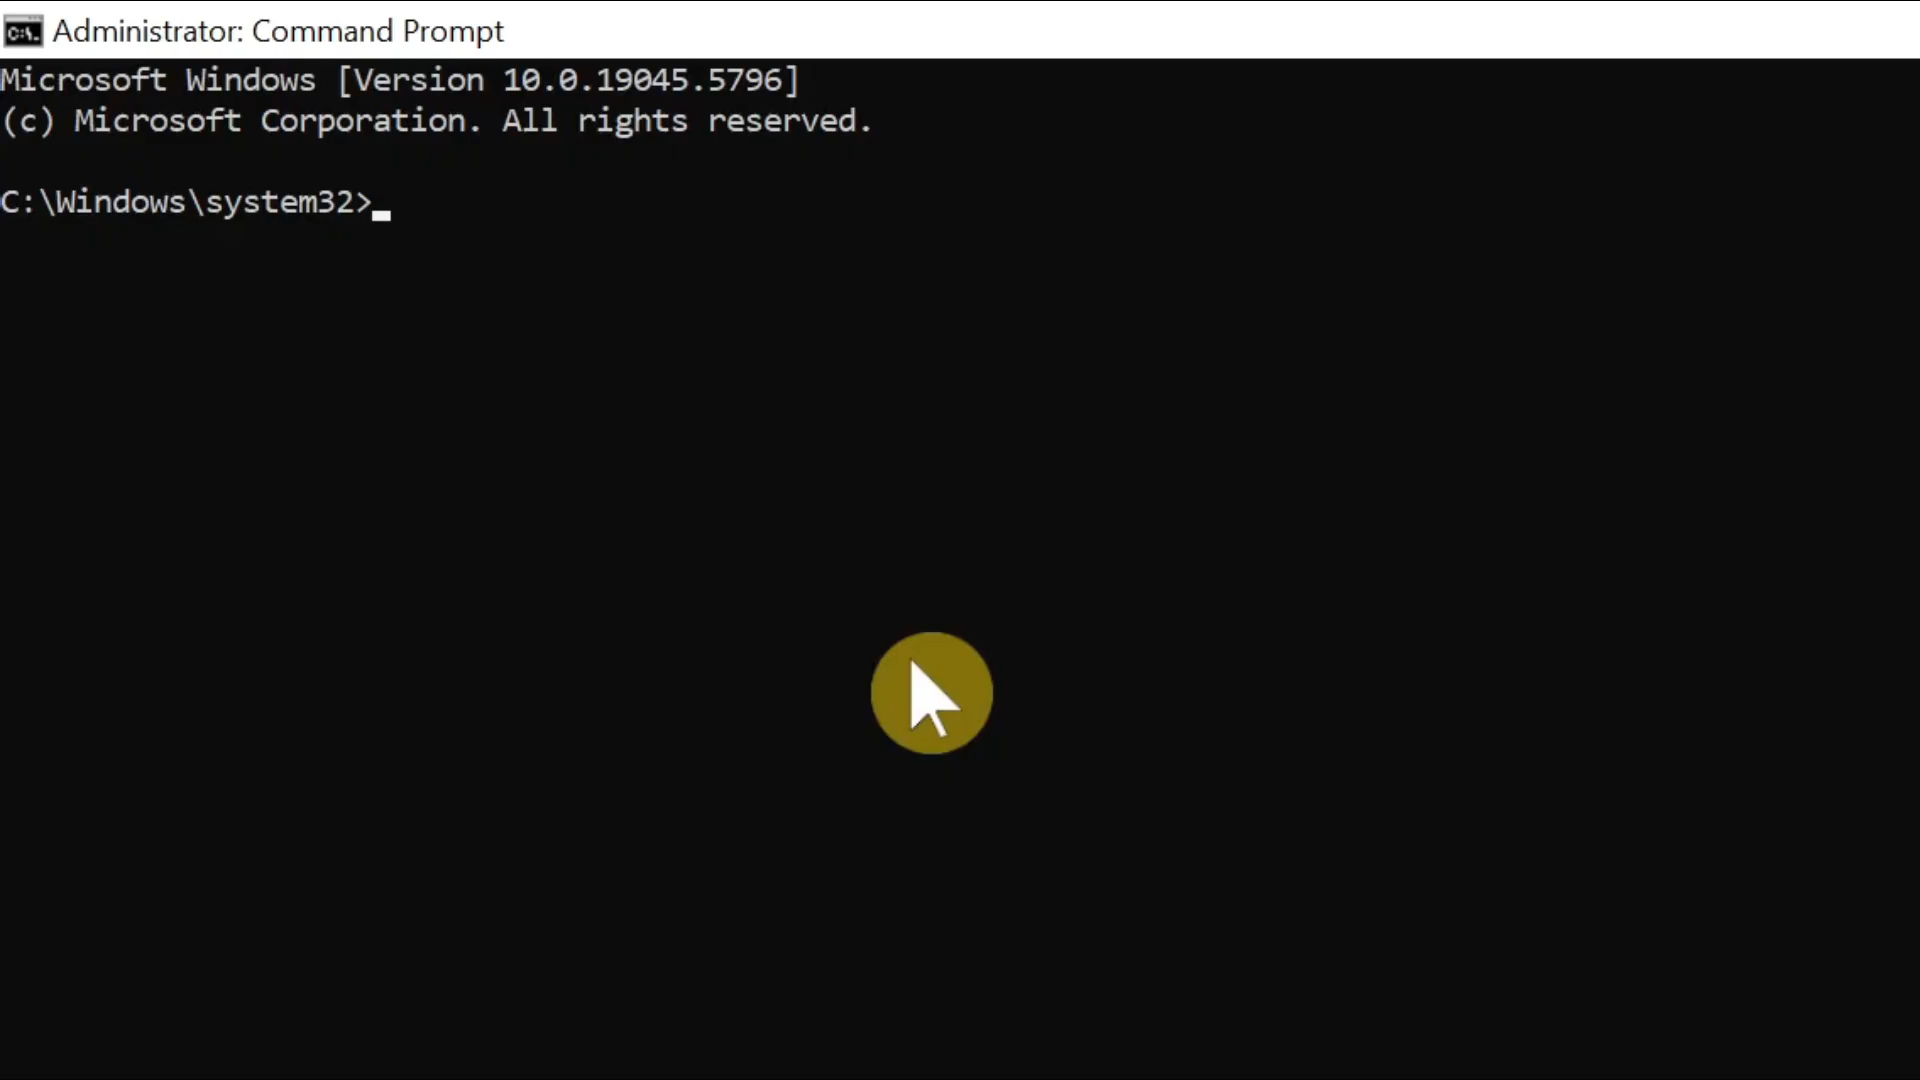 Administrator: Command Prompt
Microsoft Windows [Version 10.0.19045.5796]
(c) Microsoft Corporation. All rights reserved.
C:\Windows\system32>